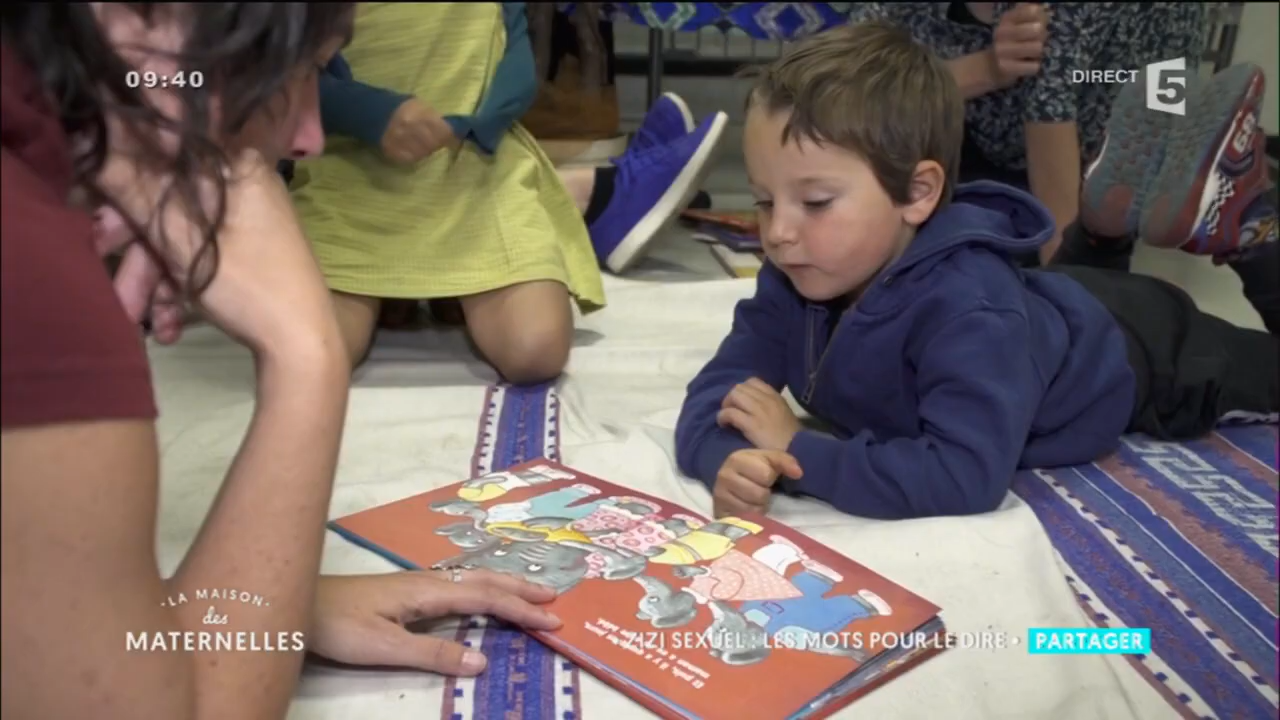 09:40
DIRECT 5
·LA MAISON·
des
MATERNELLES
ZIZI SEXUEL : LES MOTS POUR LE DIRE •
PARTAGER